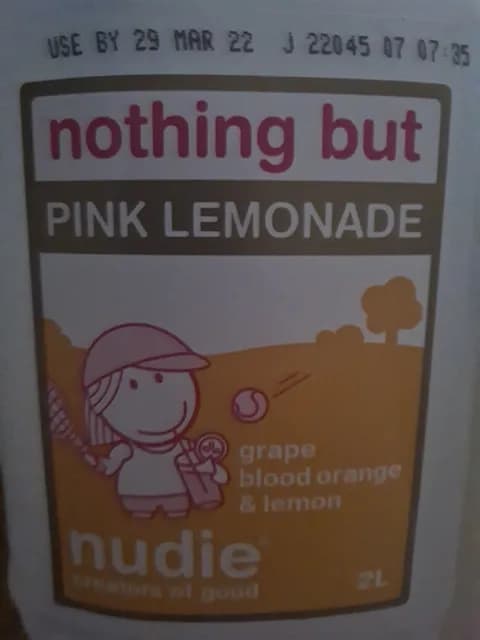 USE BY 29 MAR 22 J 22045 07 07:35
nothing but
PINK LEMONADE
grape
blood orange
& lemon
nudie
creators of good
2L